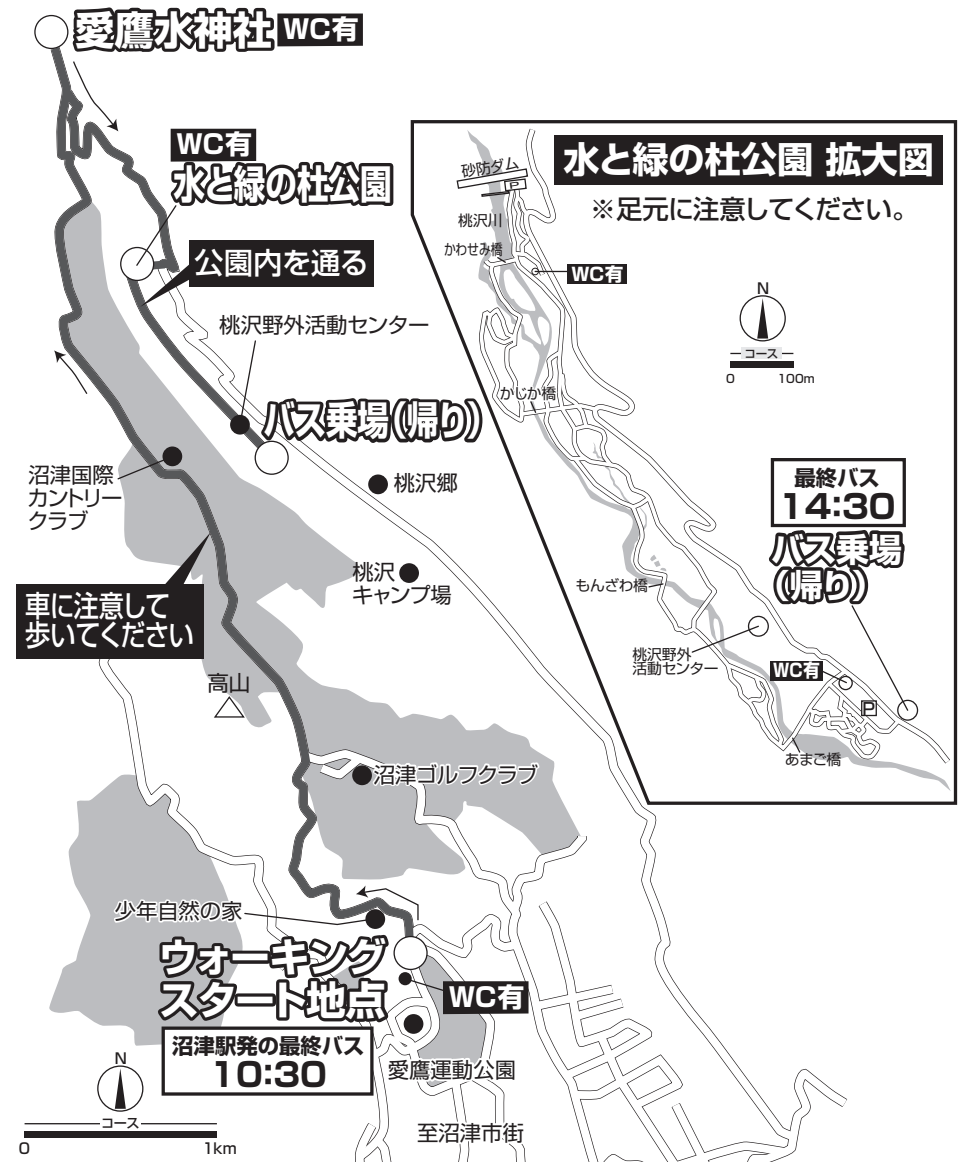 愛鷹水神社 WC有
WC有
水と緑の杜公園
公園内を通る
桃沢野外活動センター
バス乗場(帰り)
沼津国際
カントリー
クラブ
桃沢郷
桃沢
キャンプ場
車に注意して
歩いてください
高山
沼津ゴルフクラブ
少年自然の家
ウォーキング
スタート地点
WC有
沼津駅発の最終バス
10:30
愛鷹運動公園
至沼津市街
N
コース
0 1km
水と緑の杜公園 拡大図
※足元に注意してください。
砂防ダム
P
桃沢川
かわせみ橋
WC有
N
コース
0 100m
かじか橋
最終バス
14:30
バス乗場
(帰り)
もんざわ橋
桃沢野外
活動センター
WC有
P
あまご橋